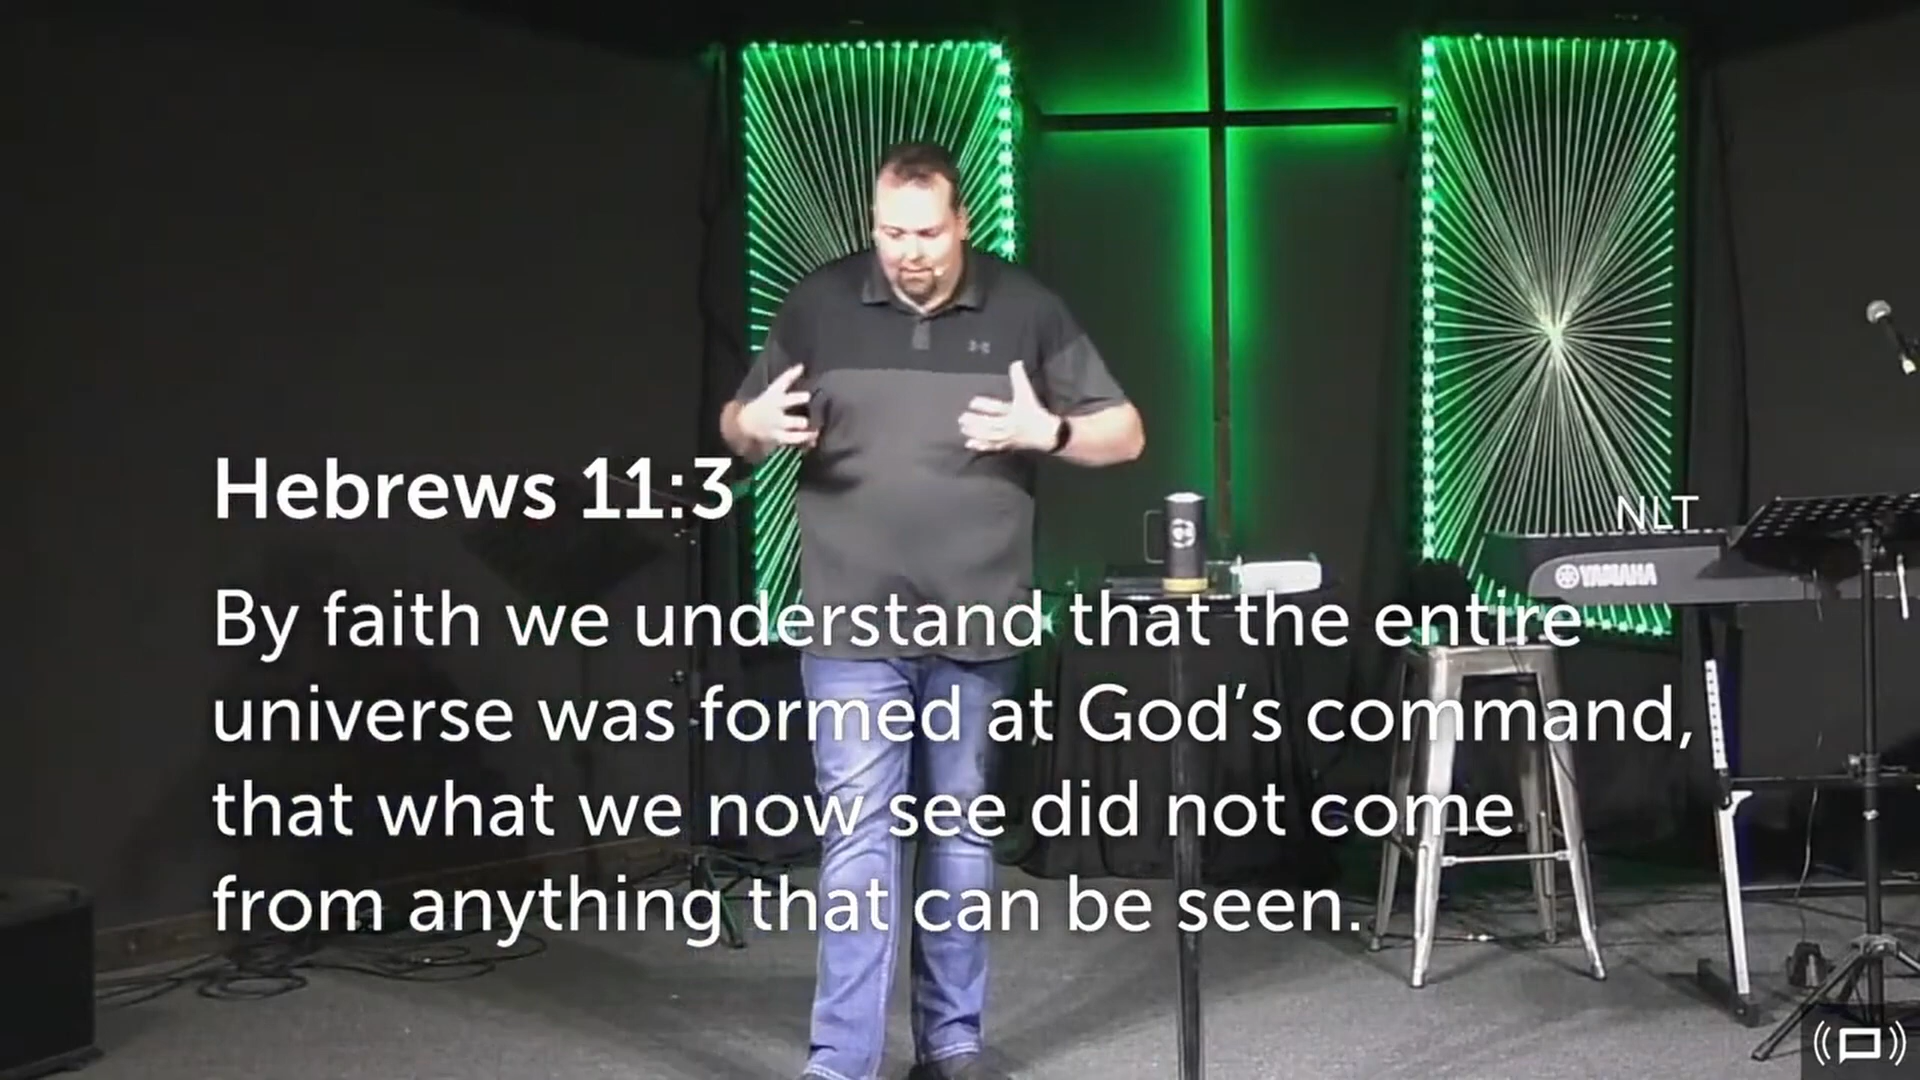 Hebrews 11:3
NLT
YAMAHA
By faith we understand that the entire
universe was formed at God’s command,
that what we now see did not come
from anything that can be seen.